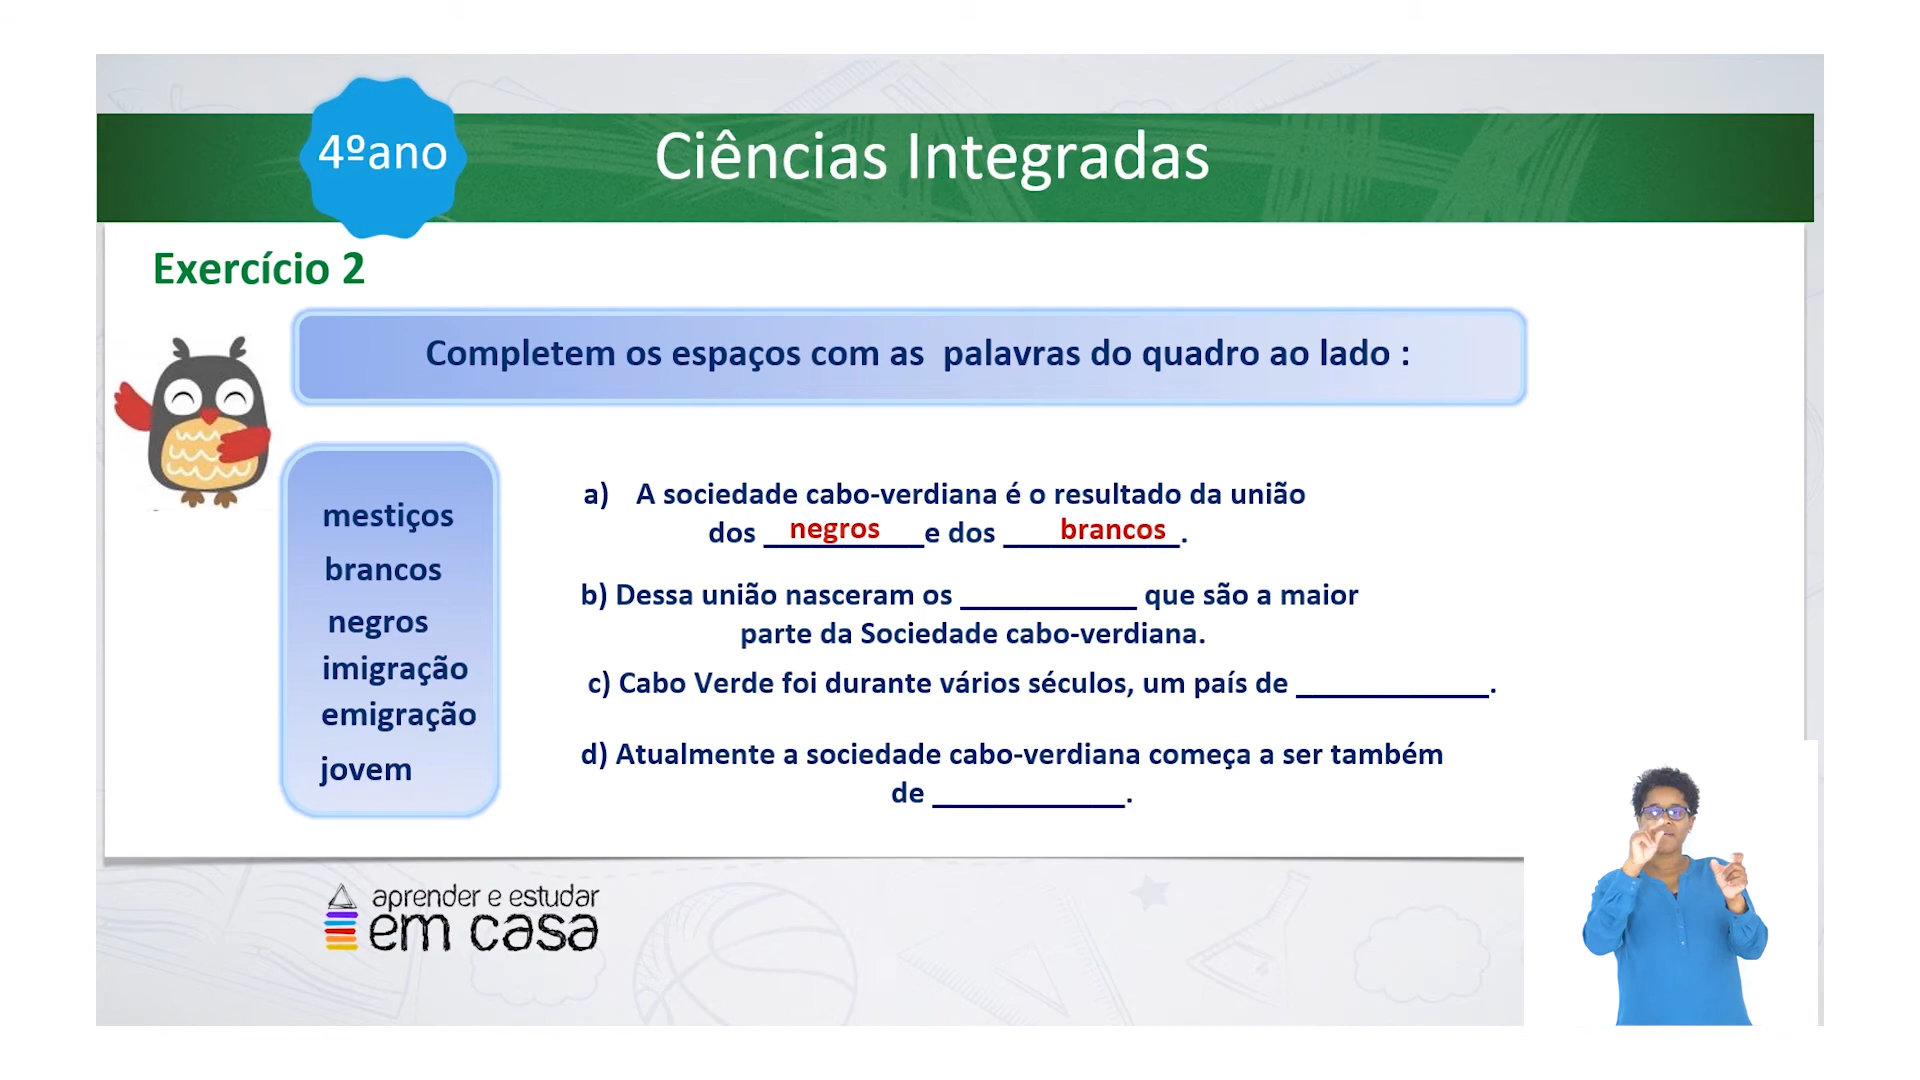 4ºano
Ciências Integradas
Exercício 2
Completem os espaços com as palavras do quadro ao lado :
mestiços
brancos
negros
imigração
emigração
jovem
a) A sociedade cabo-verdiana é o resultado da união
dos negros e dos brancos.
b) Dessa união nasceram os ___________ que são a maior
parte da Sociedade cabo-verdiana.
c) Cabo Verde foi durante vários séculos, um país de ____________.
d) Atualmente a sociedade cabo-verdiana começa a ser também
de ____________.
aprender e estudar
em casa